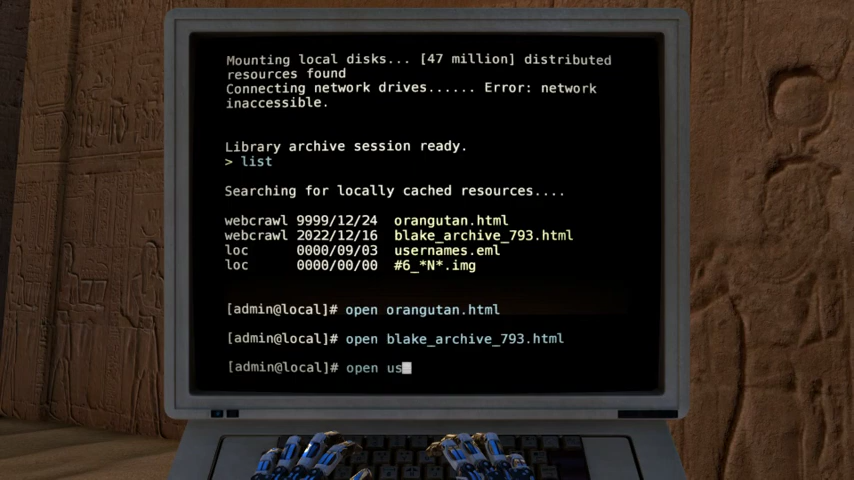 Mounting local disks... [47 million] distributed
resources found
Connecting network drives...... Error: network
inaccessible.
Library archive session ready.
> list
Searching for locally cached resources....
webcrawl 9999/12/24 orangutan.html
webcrawl 2022/12/16 blake_archive_793.html
loc 0000/09/03 usernames.eml
loc 0000/00/00 #6_*N*.img
[admin@local]# open orangutan.html
[admin@local]# open blake_archive_793.html
[admin@local]# open us